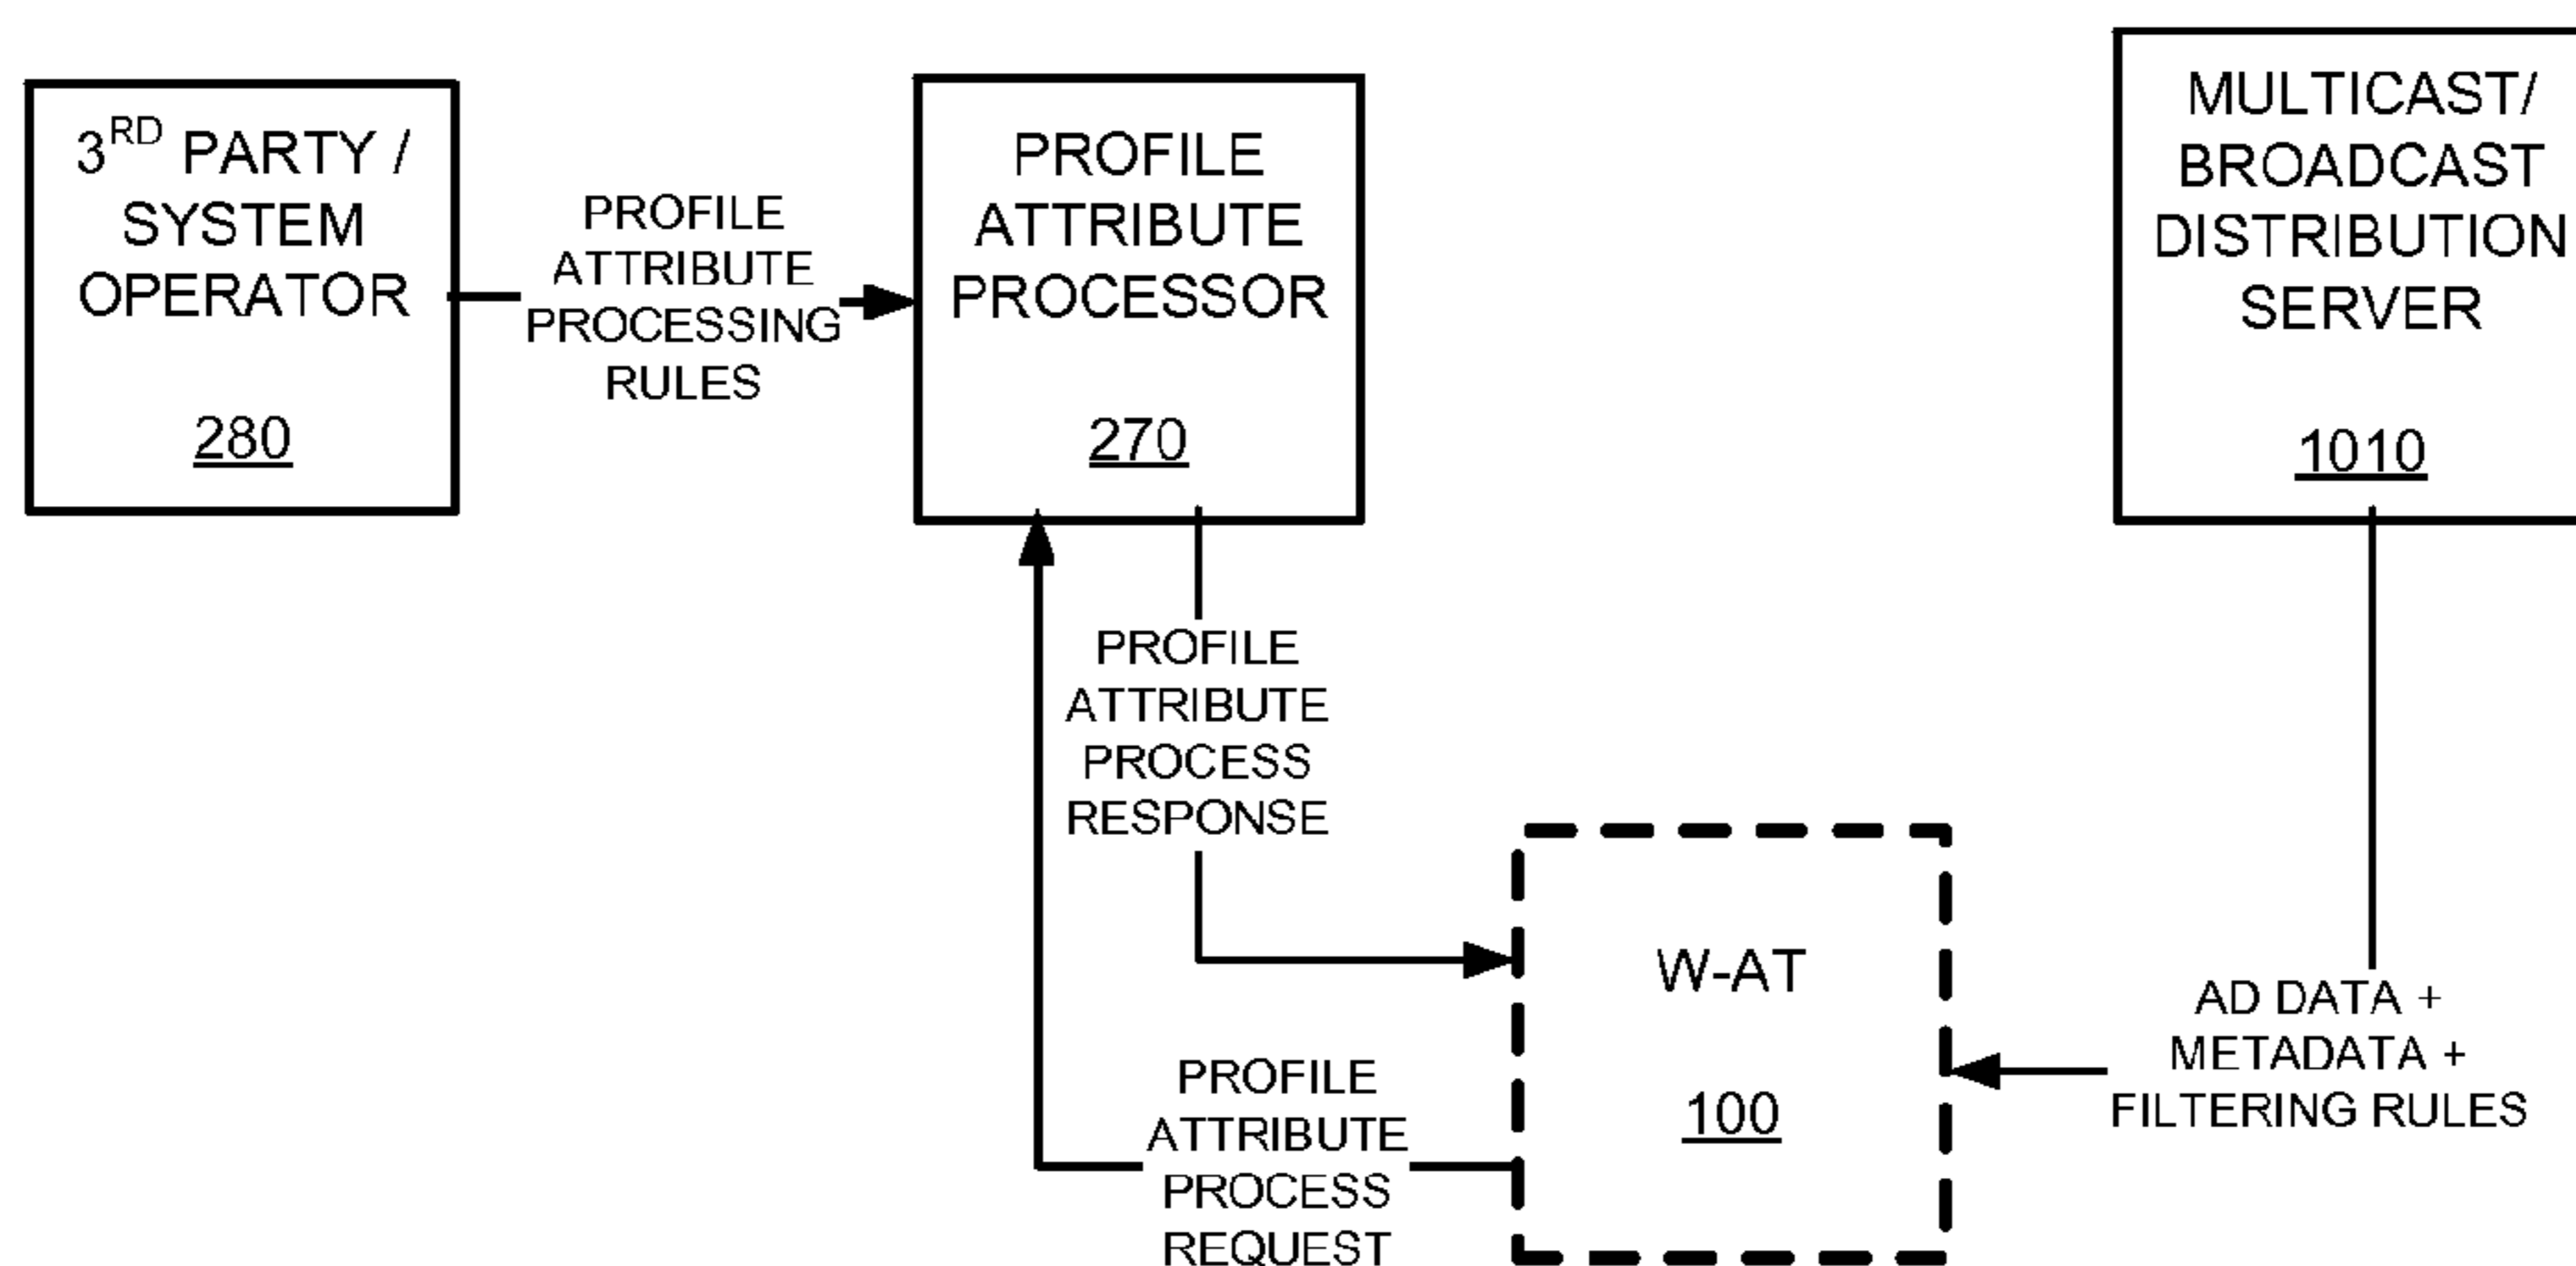 3RD PARTY /
SYSTEM
OPERATOR
280
PROFILE
ATTRIBUTE
PROCESSING
RULES
PROFILE
ATTRIBUTE
PROCESSOR
270
MULTICAST/
BROADCAST
DISTRIBUTION
SERVER
1010
PROFILE
ATTRIBUTE
PROCESS
RESPONSE
W-AT
100
AD DATA +
METADATA +
FILTERING RULES
PROFILE
ATTRIBUTE
PROCESS
REQUEST